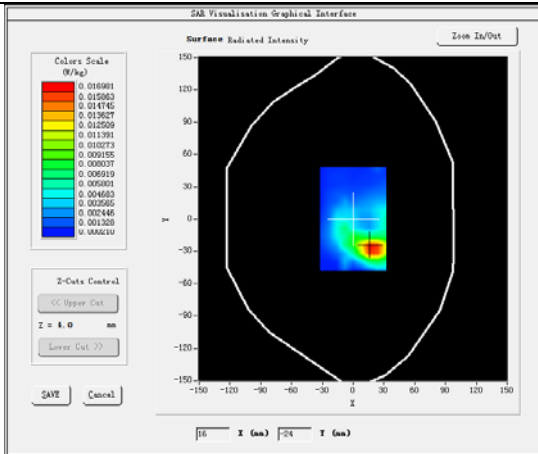 SAR Visualisation Graphical Interface
Surface Radiated Intensity
Zoom In/Out
Colors Scale
(W/kg)
0.016981
0.015863
0.014745
0.013627
0.012509
0.011391
0.010273
0.009155
0.008037
0.006919
0.005801
0.004683
0.003565
0.002446
0.001328
0.000210
150
120
90
60
30
0
-30
-60
-90
-120
-150
Y
-150 -120 -90 -60 -30 0 30 60 90 120 150
X
Z-Cuts Control
<< Upper Cut
Z = 4.0 mm
Lower Cut >>
SAVE Cancel
16 X (mm) -24 Y (mm)